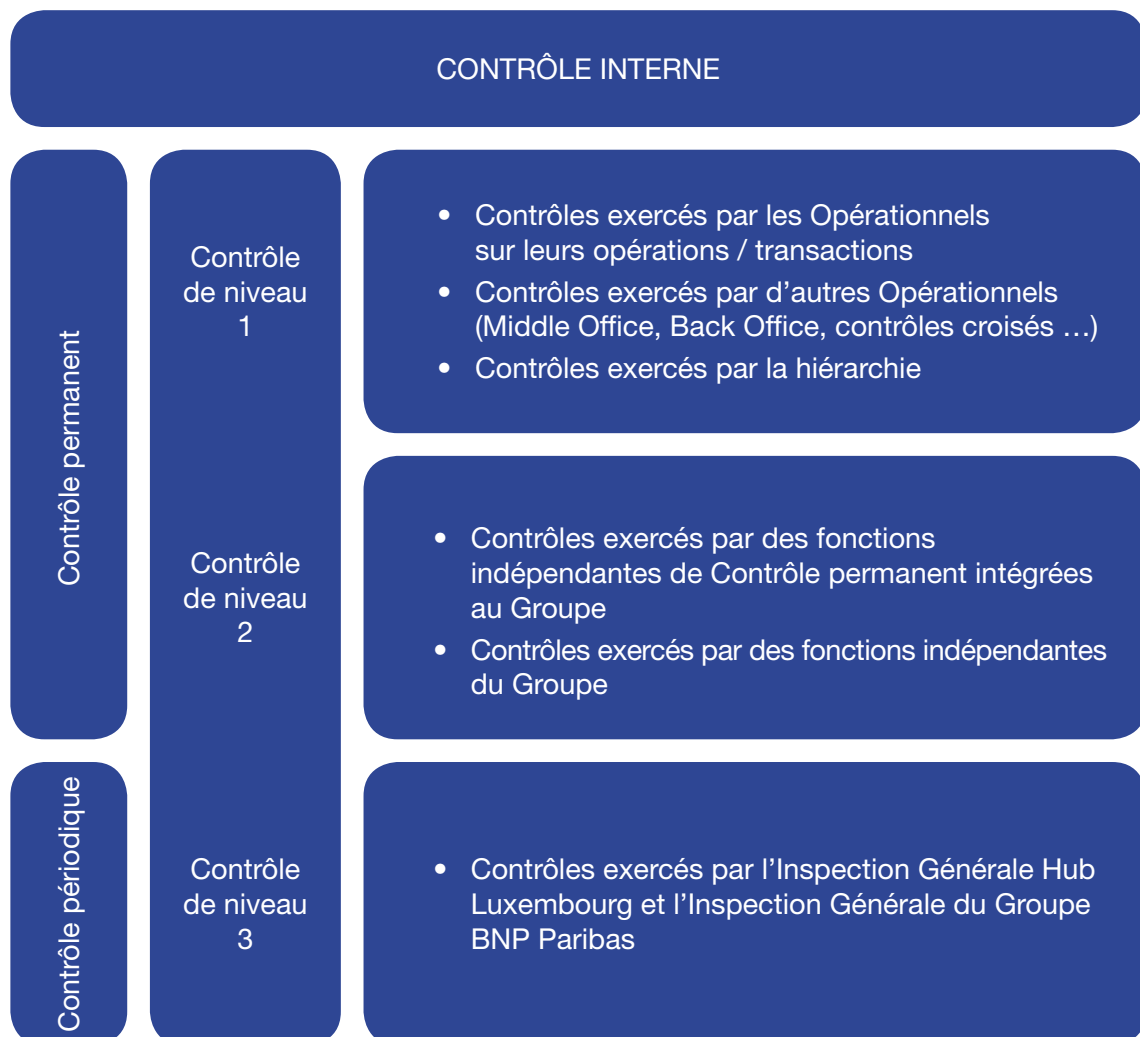 CONTRÔLE INTERNE
Contrôle permanent
Contrôle
de niveau
1
• Contrôles exercés par les Opérationnels
sur leurs opérations / transactions
• Contrôles exercés par d’autres Opérationnels
(Middle Office, Back Office, contrôles croisés …)
• Contrôles exercés par la hiérarchie
Contrôle
de niveau
2
• Contrôles exercés par des fonctions
indépendantes de Contrôle permanent intégrées
au Groupe
• Contrôles exercés par des fonctions indépendantes
du Groupe
Contrôle périodique
Contrôle
de niveau
3
• Contrôles exercés par l’Inspection Générale Hub
Luxembourg et l’Inspection Générale du Groupe
BNP Paribas